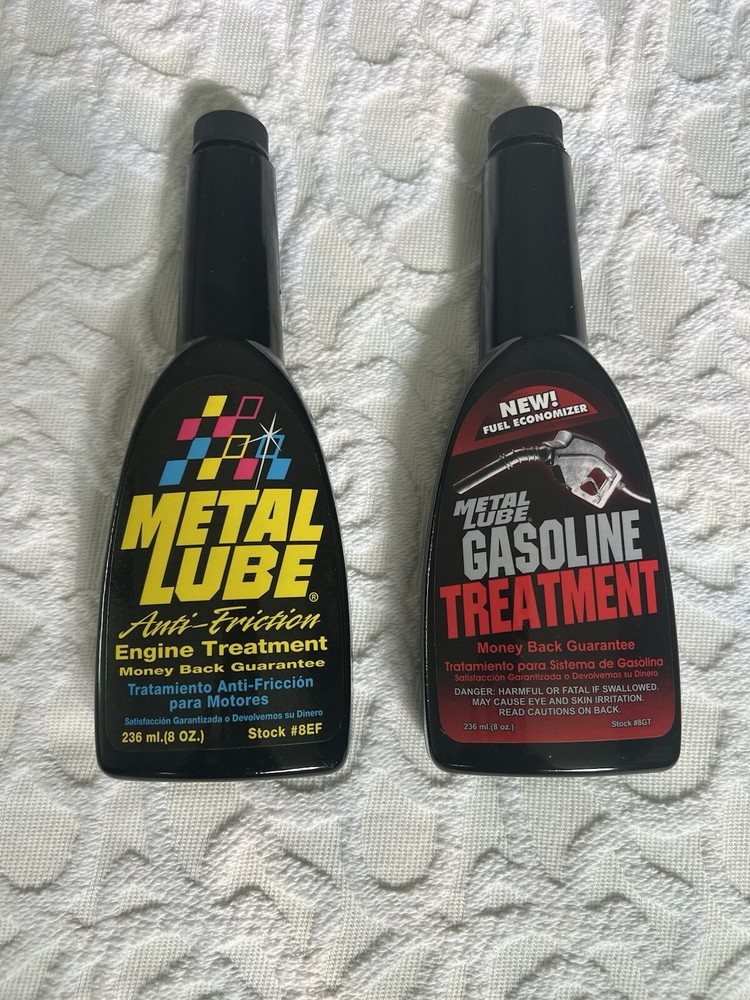 METAL
LUBE®
Anti-Friction
Engine Treatment
Money Back Guarantee
Tratamiento Anti-Fricción
para Motores
Satisfacción Garantizada o Devolvemos su Dinero
236 ml.(8 OZ.) Stock #8EF
NEW!
FUEL ECONOMIZER
METAL
LUBE
GASOLINE
TREATMENT
Money Back Guarantee
Tratamiento para Sistema de Gasolina
Satisfacción Garantizada o Devolvemos su Dinero
DANGER: HARMFUL OR FATAL IF SWALLOWED.
MAY CAUSE EYE AND SKIN IRRITATION.
READ CAUTIONS ON BACK.
236 ml.(8 oz.) Stock #8GT